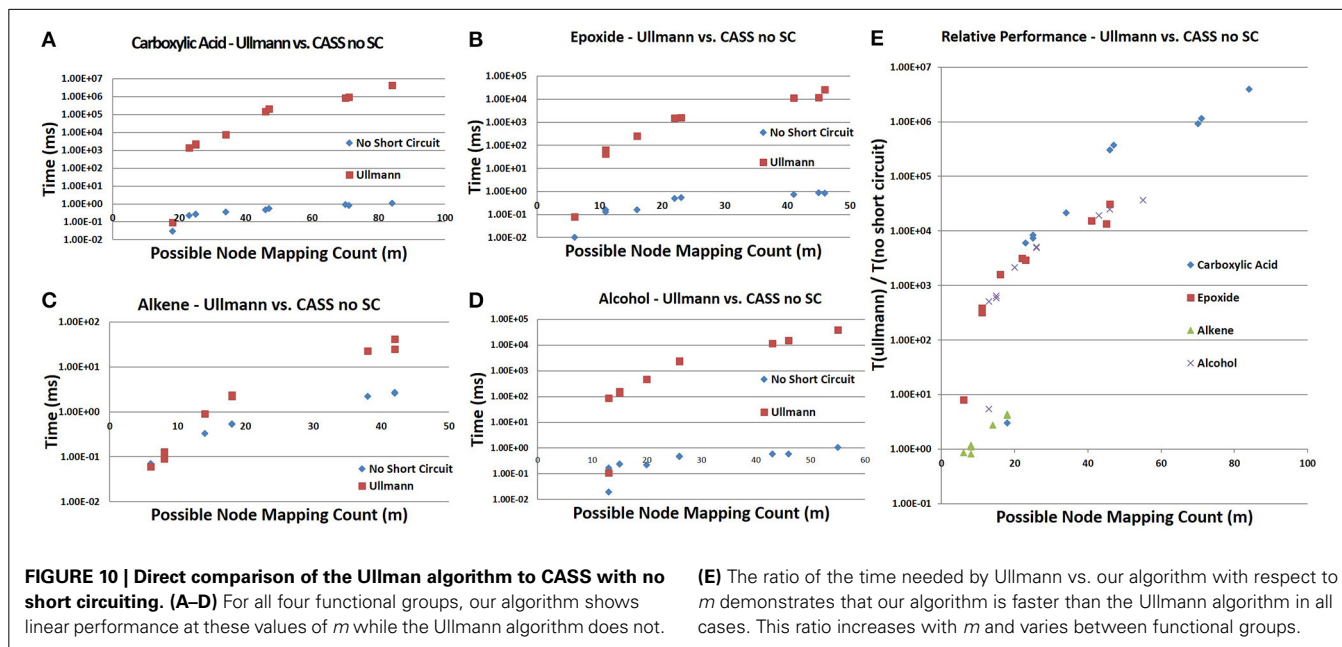 A
Carboxylic Acid - Ullmann vs. CASS no SC
1.00E+07
1.00E+06
1.00E+05
1.00E+04
1.00E+03
1.00E+02
1.00E+01
1.00E+00
1.00E-01
1.00E-02
Time (ms)
0 20 40 60 80 100
No Short Circuit
Ullmann
Possible Node Mapping Count (m)
B
Epoxide - Ullmann vs. CASS no SC
1.00E+05
1.00E+04
1.00E+03
1.00E+02
1.00E+01
1.00E+00
1.00E-01
1.00E-02
Time (ms)
0 10 20 30 40 50
No Short Circuit
Ullmann
Possible Node Mapping Count (m)
C
Alkene - Ullmann vs. CASS no SC
1.00E+02
1.00E+01
1.00E+00
1.00E-01
1.00E-02
Time (ms)
0 10 20 30 40 50
No Short Circuit
Ullmann
Possible Node Mapping Count (m)
D
Alcohol - Ullmann vs. CASS no SC
1.00E+05
1.00E+04
1.00E+03
1.00E+02
1.00E+01
1.00E+00
1.00E-01
1.00E-02
Time (ms)
0 10 20 30 40 50 60
No Short Circuit
Ullmann
Possible Node Mapping Count (m)
E
Relative Performance - Ullmann vs. CASS no SC
1.00E+07
1.00E+06
1.00E+05
1.00E+04
1.00E+03
1.00E+02
1.00E+01
1.00E+00
1.00E-01
T(ullmann) / T(no short circuit)
0 20 40 60 80 100
Carboxylic Acid
Epoxide
Alkene
Alcohol
Possible Node Mapping Count (m)
FIGURE 10 | Direct comparison of the Ullman algorithm to CASS with no
short circuiting. (A–D) For all four functional groups, our algorithm shows
linear performance at these values of m while the Ullmann algorithm does not.
(E) The ratio of the time needed by Ullmann vs. our algorithm with respect to
m demonstrates that our algorithm is faster than the Ullmann algorithm in all
cases. This ratio increases with m and varies between functional groups.